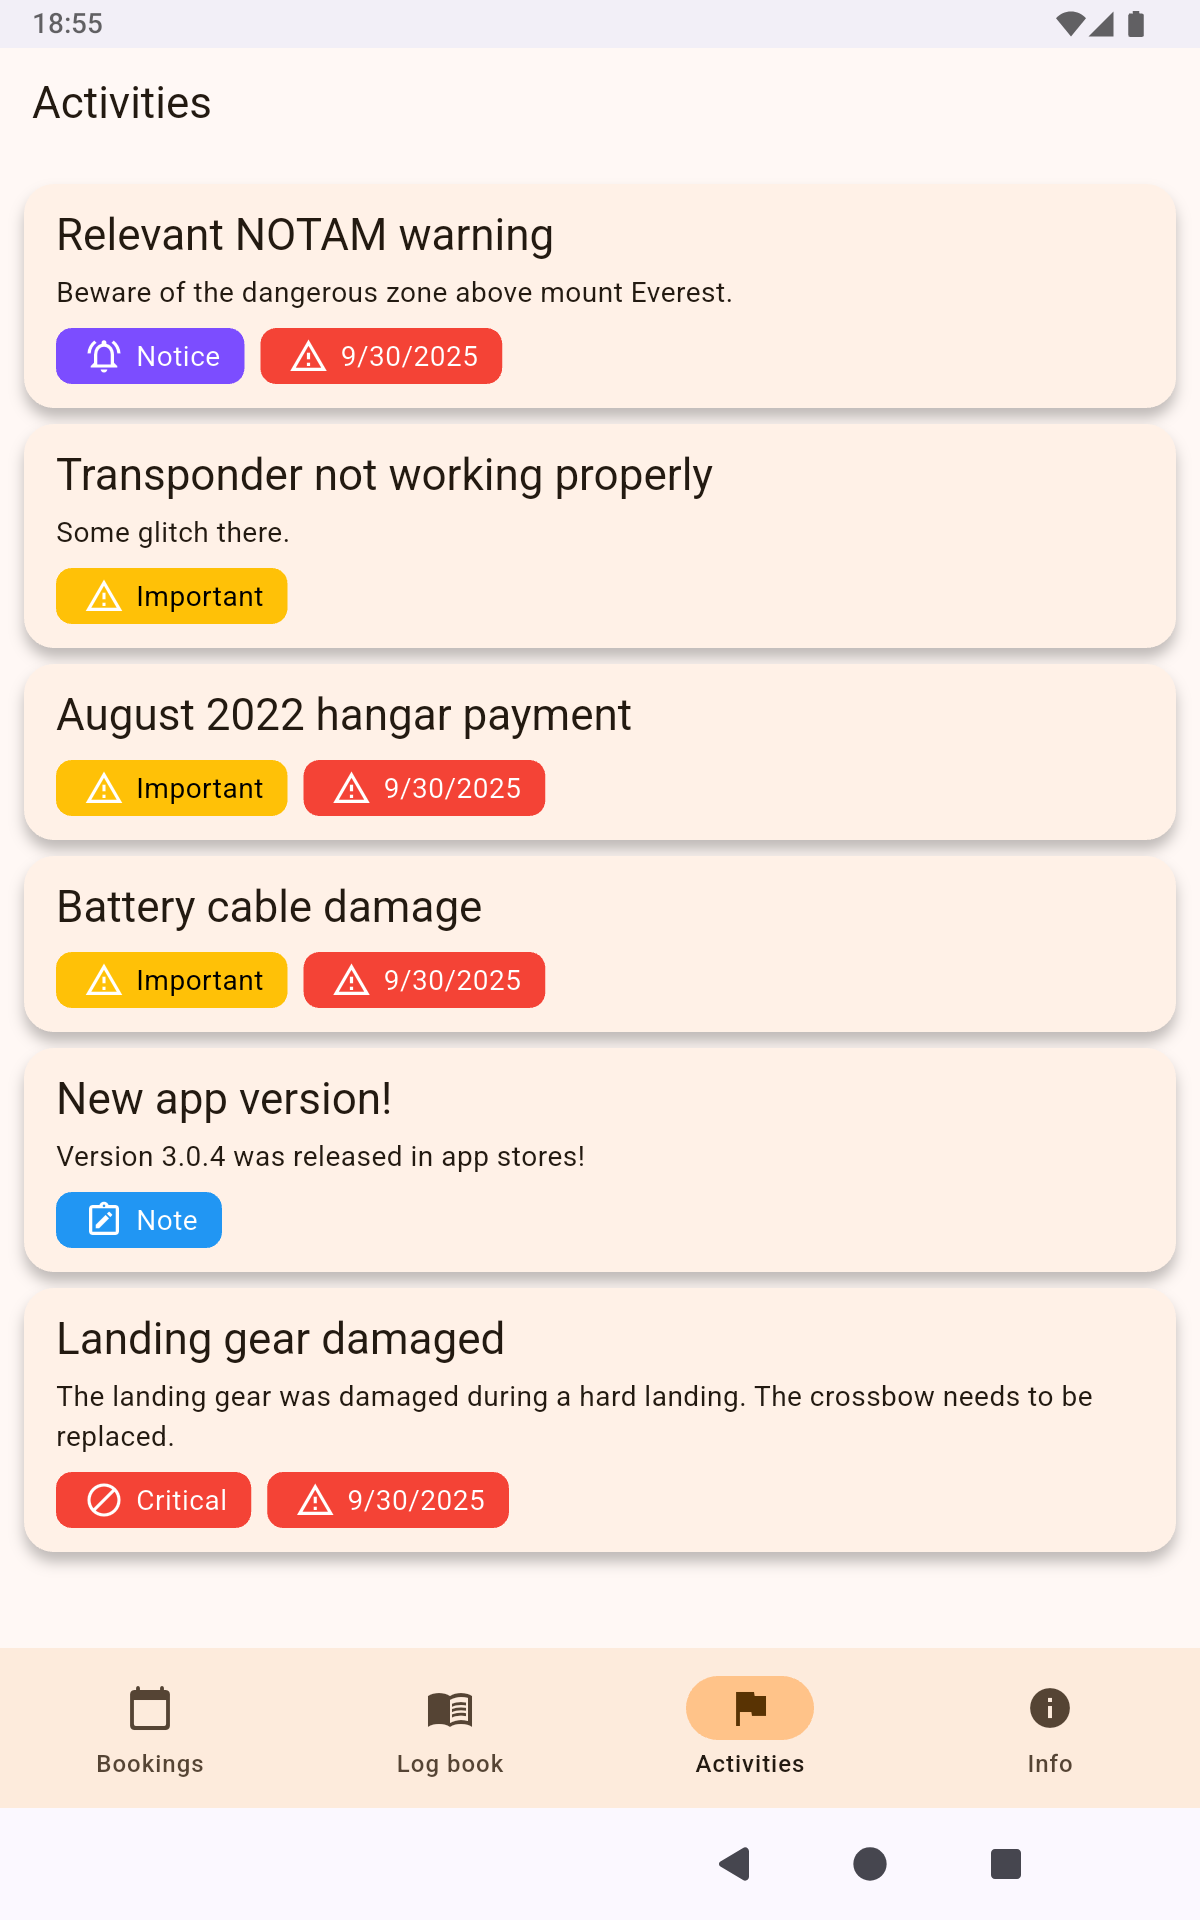 18:55
Activities
Relevant NOTAM warning
Beware of the dangerous zone above mount Everest.
Notice 9/30/2025
Transponder not working properly
Some glitch there.
Important
August 2022 hangar payment
Important 9/30/2025
Battery cable damage
Important 9/30/2025
New app version!
Version 3.0.4 was released in app stores!
Note
Landing gear damaged
The landing gear was damaged during a hard landing. The crossbow needs to be
replaced.
Critical 9/30/2025
Bookings Log book Activities Info